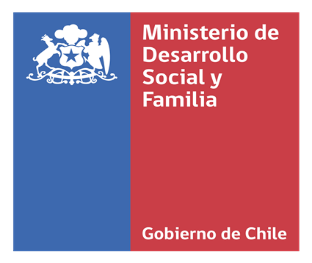 Ministerio de
Desarrollo
Social y
Familia
Gobierno de Chile